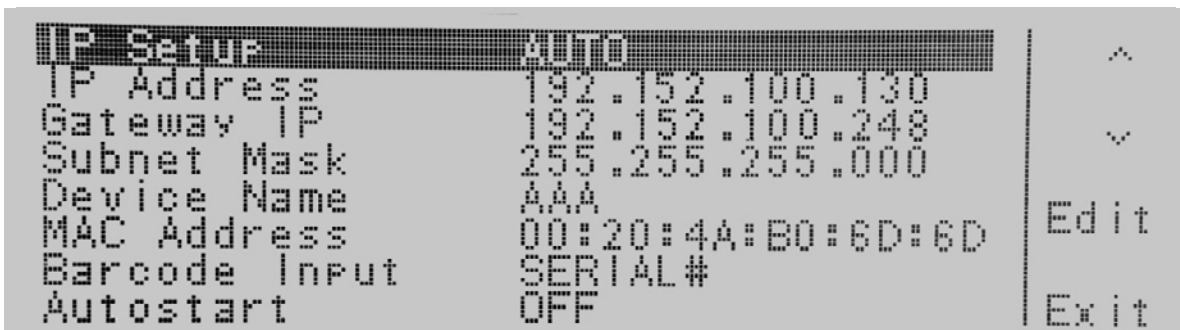 IP Setup AUTO
IP Address 192.152.100.130
Gateway IP 192.152.100.248
Subnet Mask 255.255.255.000
Device Name AAA
MAC Address 00:20:4A:B0:6D:6D
Barcode Input SERIAL#
Autostart OFF
^
v
Edit
Exit